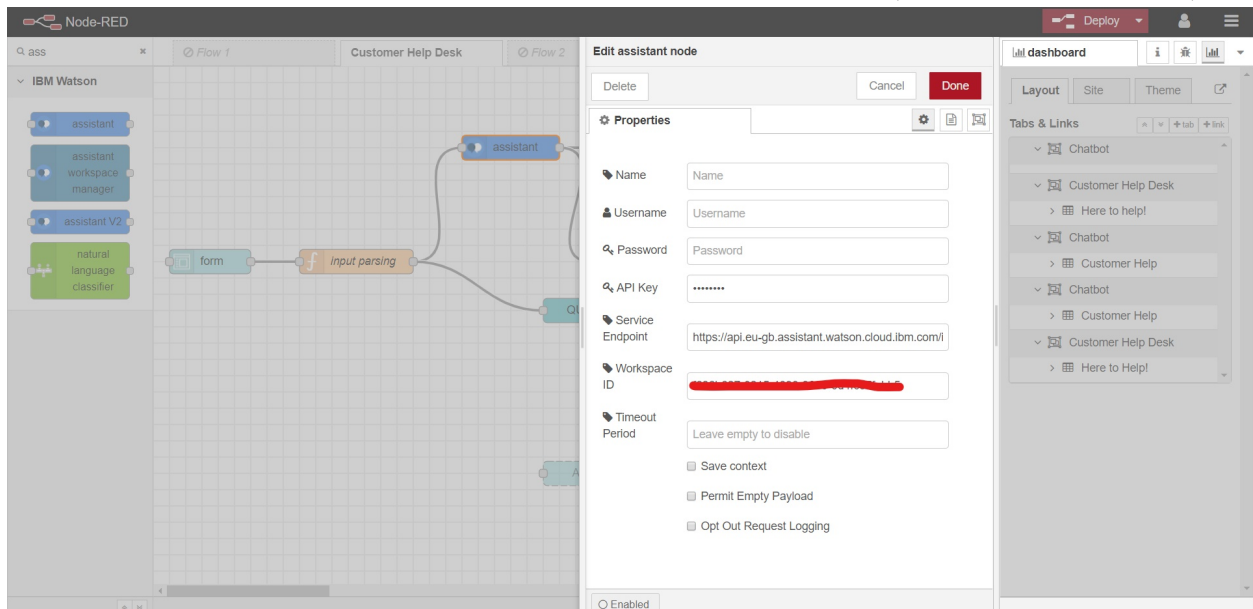 Node-RED
Deploy
ass
Flow 1
Customer Help Desk
Flow 2
IBM Watson
assistant
assistant
workspace
manager
assistant V2
natural
language
classifier
form
input parsing
assistant
Edit assistant node
Delete
Cancel
Done
Properties
Name
Name
Username
Username
Password
Password
API Key
••••••••
Service
Endpoint
https://api.eu-gb.assistant.watson.cloud.ibm.com/i
Workspace
ID
Timeout
Period
Leave empty to disable
Save context
Permit Empty Payload
Opt Out Request Logging
Enabled
dashboard
i
Layout
Site
Theme
Tabs & Links
+tab
+link
Chatbot
Customer Help Desk
Here to help!
Chatbot
Customer Help
Chatbot
Customer Help
Customer Help Desk
Here to Help!